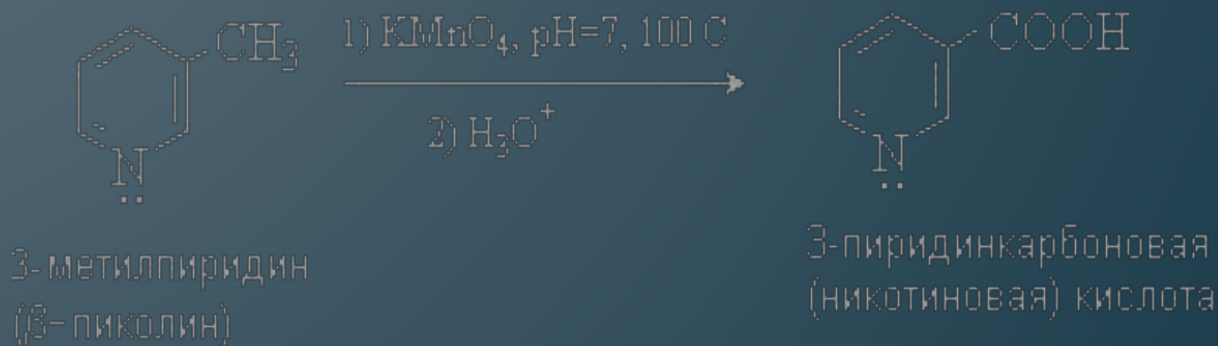 CH₃
1) KMnO₄, pH=7, 100 C
2) H₃O⁺
COOH
N
N
3-метилпиридин
(β-пиколин)
3-пиридинкарбоновая
(никотиновая) кислота